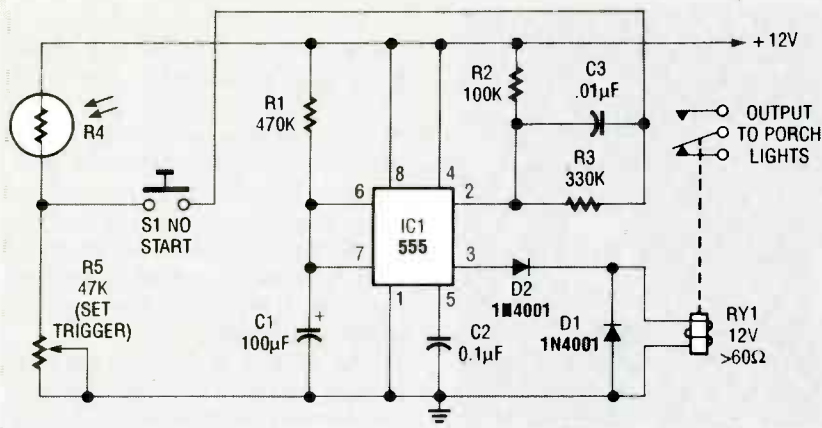 + 12V
R4
R1
470K
R2
100K
C3
.01µF
R3
330K
OUTPUT
TO PORCH
LIGHTS
S1 NO
START
6
8
4
2
7
3
1
5
IC1
555
R5
47K
(SET
TRIGGER)
C1
100µF
+
C2
0.1µF
D2
1N4001
D1
1N4001
RY1
12V
>60Ω